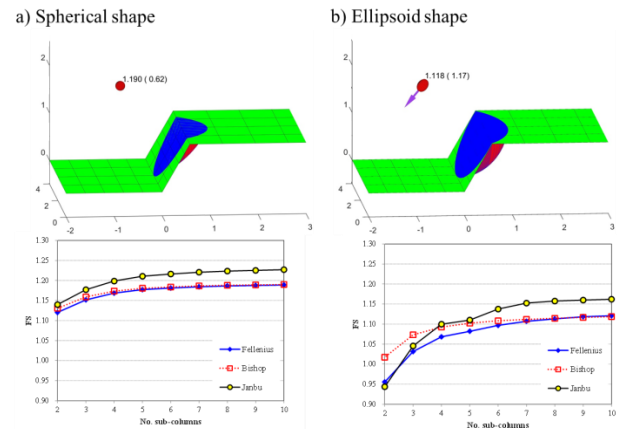 a) Spherical shape
b) Ellipsoid shape
2
1
0
4
2
0
-2
-1
0
1
2
3
1.190 ( 0.62)
2
1
0
4
2
0
-2
-1
0
1
2
3
1.118 ( 1.17)
1.30
1.25
1.20
1.15
1.10
1.05
1.00
0.95
0.90
FS
Fellenius
Bishop
Janbu
2 3 4 5 6 7 8 9 10
No. sub-columns
1.30
1.25
1.20
1.15
1.10
1.05
1.00
0.95
0.90
FS
Fellenius
Bishop
Janbu
2 3 4 5 6 7 8 9 10
No. sub-columns